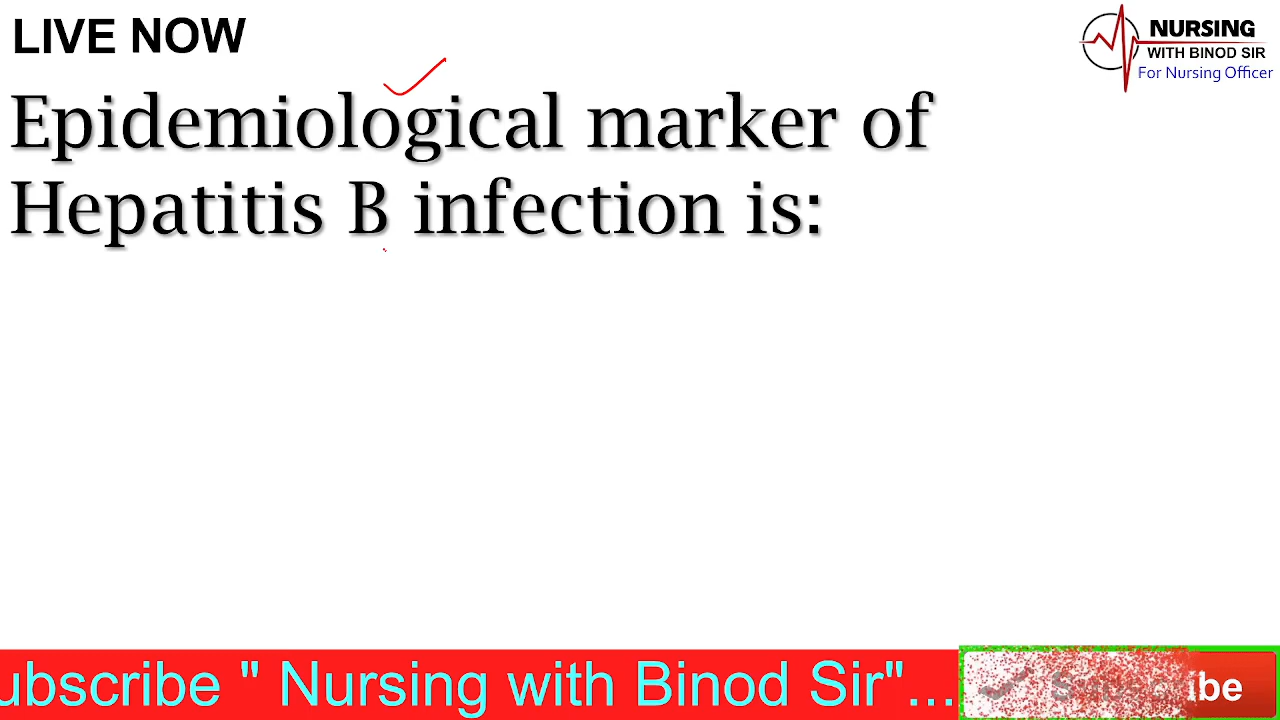 LIVE NOW
NURSING
WITH BINOD SIR
For Nursing Officer
Epidemiological marker of
Hepatitis B infection is:
ubscribe " Nursing with Binod Sir"...